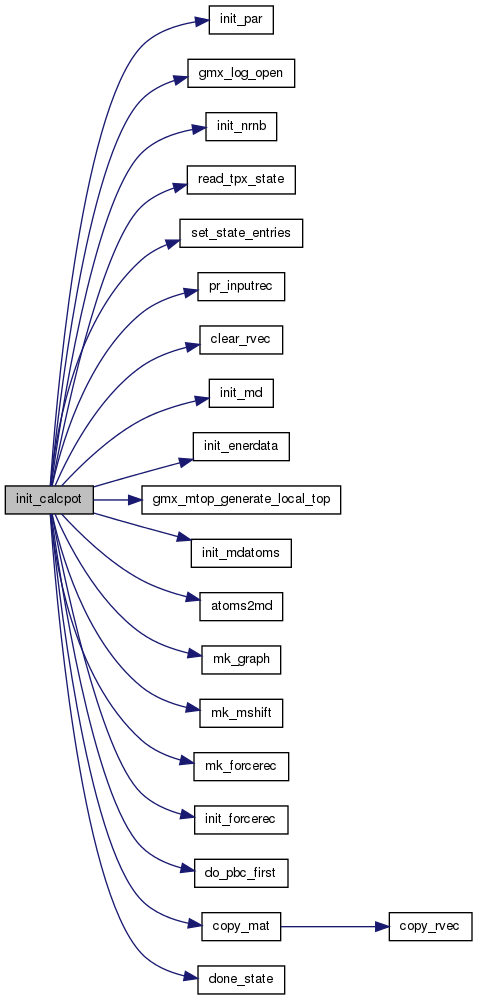 init_par
gmx_log_open
init_nrnb
read_tpx_state
set_state_entries
pr_inputrec
clear_rvec
init_md
init_enerdata
init_calcpot
gmx_mtop_generate_local_top
init_mdatoms
atoms2md
mk_graph
mk_mshift
mk_forcerec
init_forcerec
do_pbc_first
copy_mat
copy_rvec
done_state